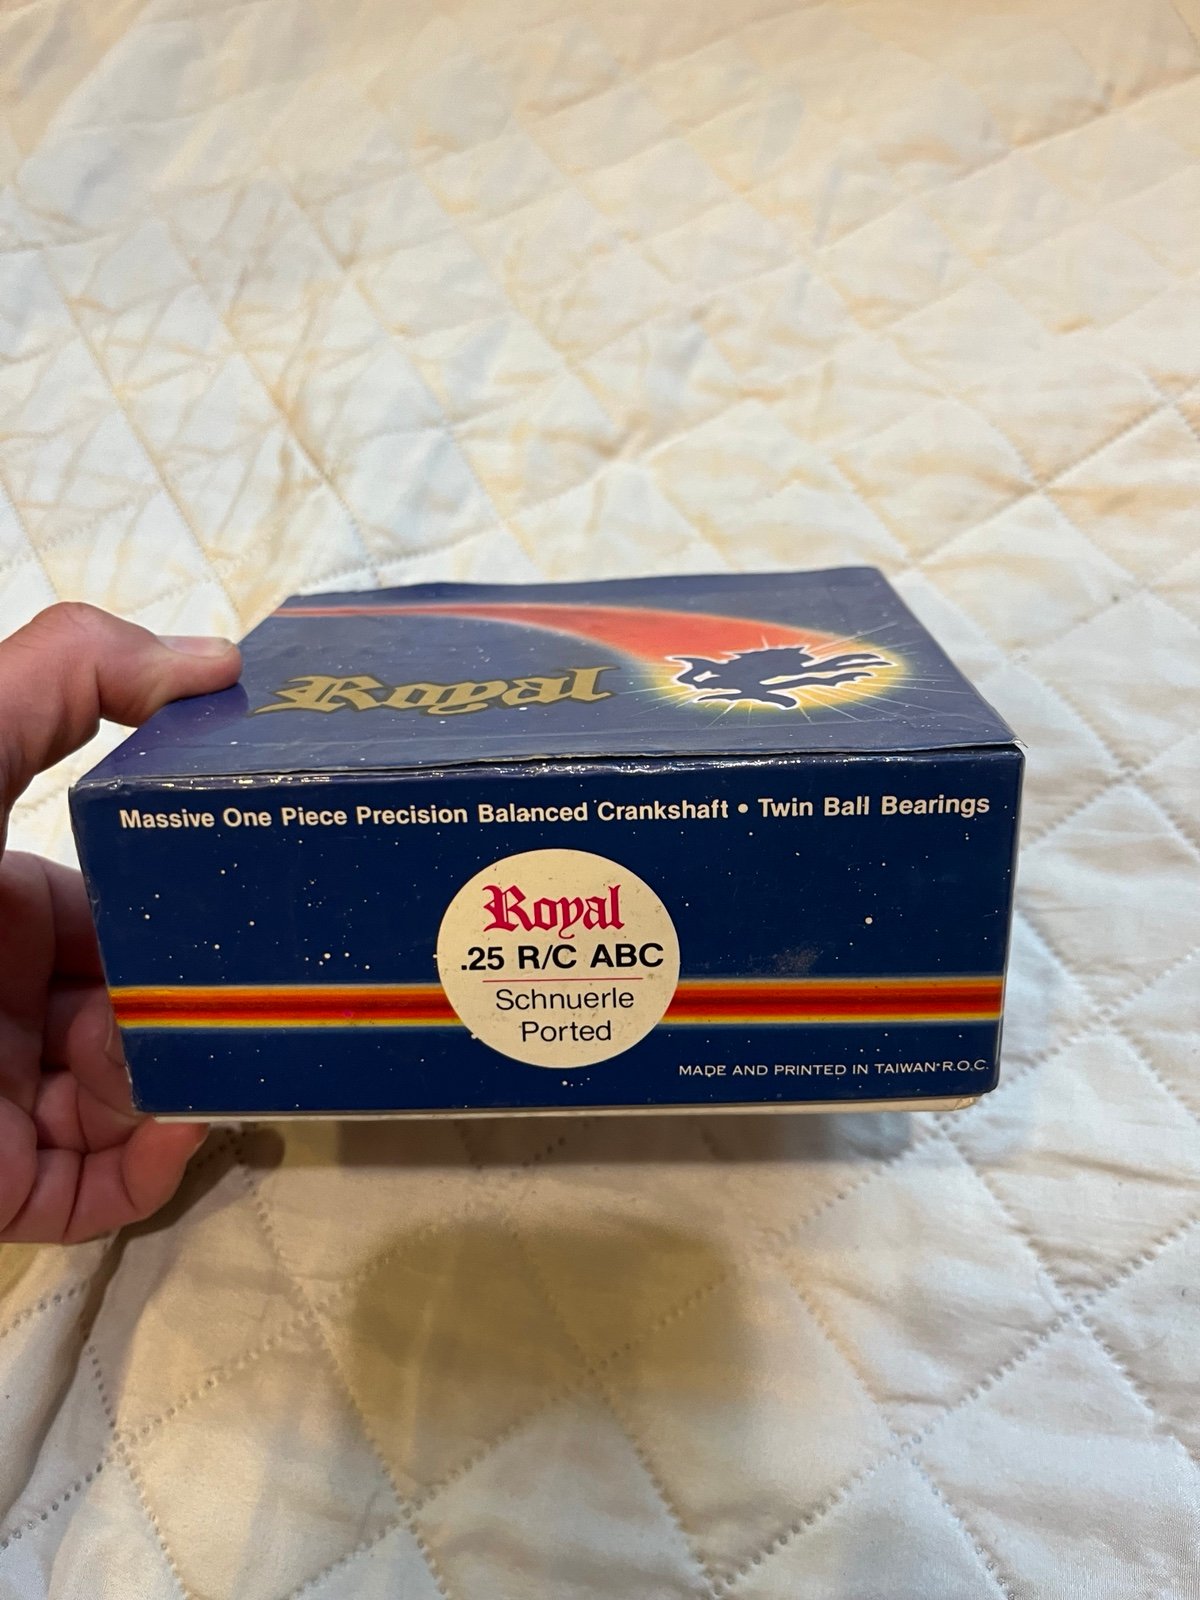 Royal
Massive One Piece Precision Balanced Crankshaft • Twin Ball Bearings
Royal
.25 R/C ABC
Schnuerle
Ported
MADE AND PRINTED IN TAIWAN R.O.C.